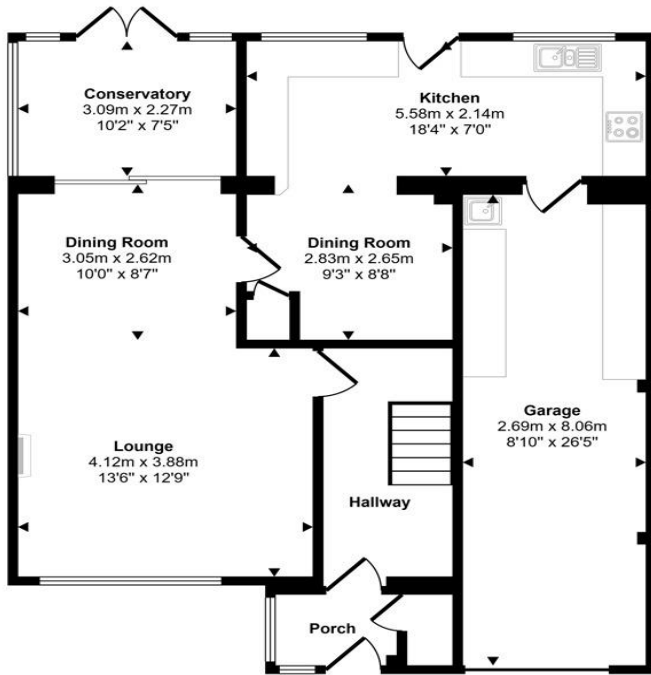 Conservatory
3.09m x 2.27m
10'2" x 7'5"
Kitchen
5.58m x 2.14m
18'4" x 7'0"
Dining Room
3.05m x 2.62m
10'0" x 8'7"
Dining Room
2.83m x 2.65m
9'3" x 8'8"
Garage
2.69m x 8.06m
8'10" x 26'5"
Lounge
4.12m x 3.88m
13'6" x 12'9"
Hallway
Porch